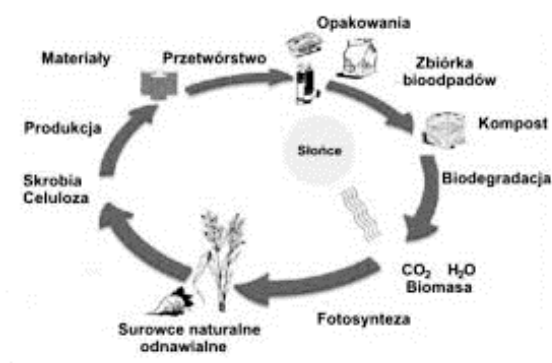 Opakowania
Materiały
Przetwórstwo
Zbiórka
bioodpadów
Produkcja
Kompost
Słońce
Skrobia
Celuloza
Biodegradacja
CO₂ H₂O
Biomasa
Fotosynteza
Surowce naturalne
odnawialne